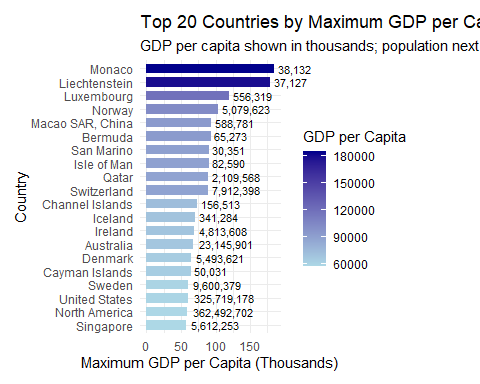 Top 20 Countries by Maximum GDP per Ca
GDP per capita shown in thousands; population next
Monaco 38,132
Liechtenstein 37,127
Luxembourg 556,319
Norway 5,079,623
Macao SAR, China 588,781
Bermuda 65,273
San Marino 30,351
Isle of Man 82,590
Qatar 2,109,568
Switzerland 7,912,398
Channel Islands 156,513
Iceland 341,284
Ireland 4,813,608
Australia 23,145,901
Denmark 5,493,621
Cayman Islands 50,031
Sweden 9,600,379
United States 325,719,178
North America 362,492,702
Singapore 5,612,253
Country
0 50 100 150
Maximum GDP per Capita (Thousands)
GDP per Capita
180000
150000
120000
90000
60000